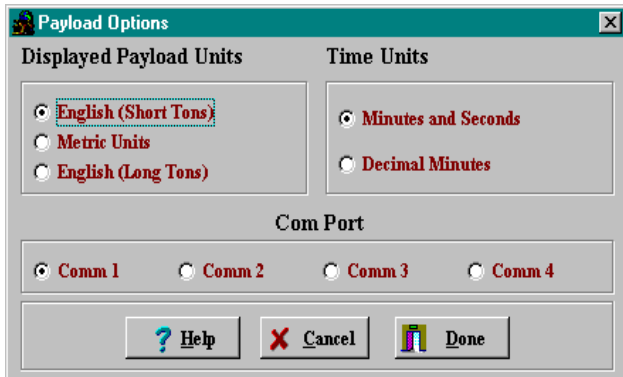 Payload Options
Displayed Payload Units
Time Units
English (Short Tons)
Metric Units
English (Long Tons)
Minutes and Seconds
Decimal Minutes
Com Port
Comm 1 Comm 2 Comm 3 Comm 4
Help Cancel Done